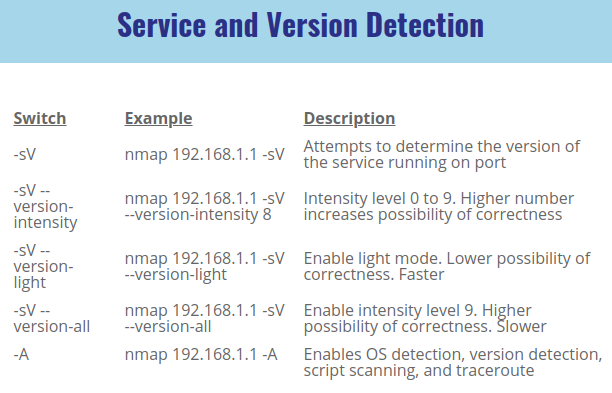 Service and Version Detection
Switch Example Description
-sV nmap 192.168.1.1 -sV Attempts to determine the version of
the service running on port
-sV --
version-
intensity
nmap 192.168.1.1 -sV
--version-intensity 8
Intensity level 0 to 9. Higher number
increases possibility of correctness
-sV --
version-
light
nmap 192.168.1.1 -sV
--version-light
Enable light mode. Lower possibility of
correctness. Faster
-sV --
version-all
nmap 192.168.1.1 -sV
--version-all
Enable intensity level 9. Higher
possibility of correctness. Slower
-A nmap 192.168.1.1 -A Enables OS detection, version detection,
script scanning, and traceroute